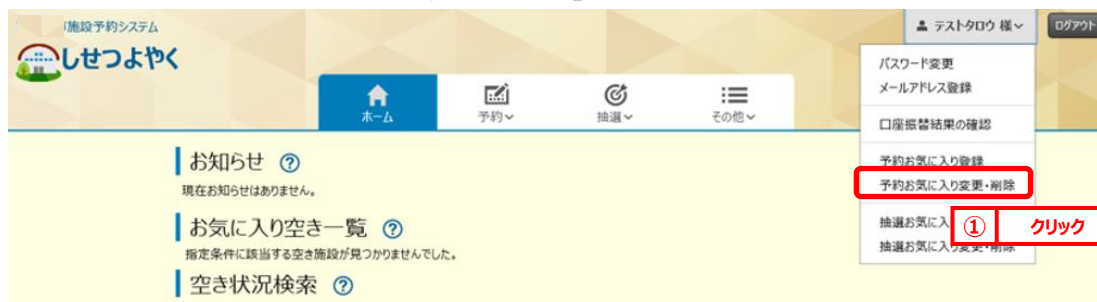 施設予約システム
しせつよやく
テストタロウ 様
ログアウト
ホーム
予約
抽選
その他
パスワード変更
メールアドレス登録
口座振替結果の確認
予約お気に入り登録
予約お気に入り変更・削除
抽選お気に入
① クリック
抽選お気に入り変更・削除
お知らせ ?
現在お知らせはありません。
お気に入り空き一覧 ?
指定条件に該当する空き施設が見つかりませんでした。
空き状況検索 ?